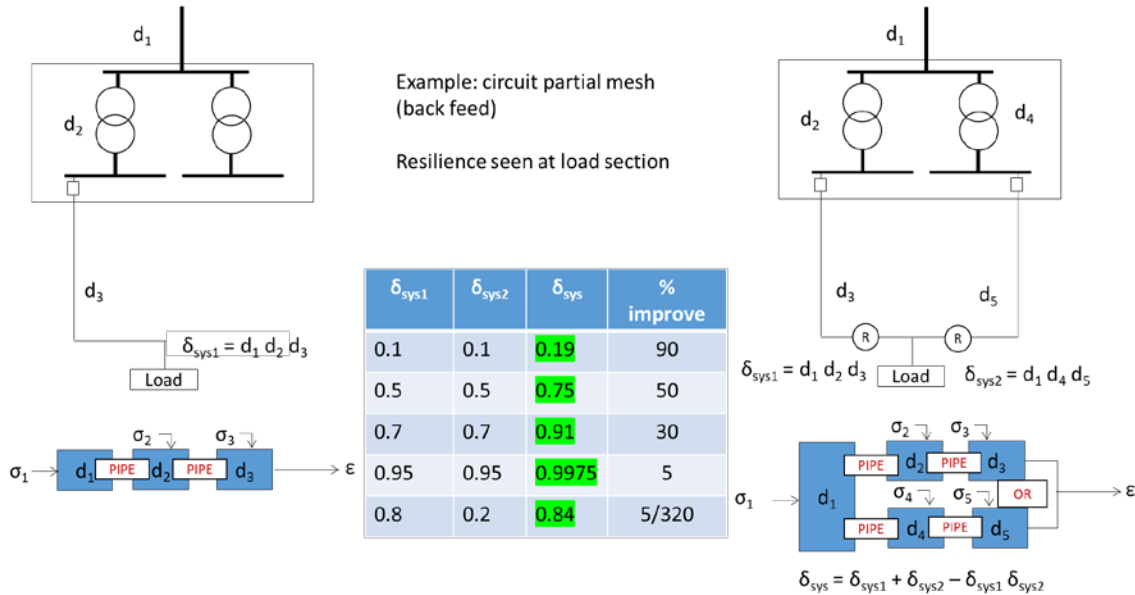 d₁
d₂
d₃
δsys1 = d₁ d₂ d₃
Load
σ₁
d₁
PIPE
σ₂
d₂
PIPE
σ₃
d₃
ε
Example: circuit partial mesh
(back feed)
Resilience seen at load section
δsys1 δsys2 δsys % improve
0.1 0.1 0.19 90
0.5 0.5 0.75 50
0.7 0.7 0.91 30
0.95 0.95 0.9975 5
0.8 0.2 0.84 5/320
d₁
d₂ d₄
d₃ d₅
R R
δsys1 = d₁ d₂ d₃
Load
δsys2 = d₁ d₄ d₅
σ₂ σ₃
PIPE d₂ PIPE d₃
σ₁ d₁ σ₄ σ₅ OR ε
PIPE d₄ PIPE d₅
δsys = δsys1 + δsys2 – δsys1 δsys2